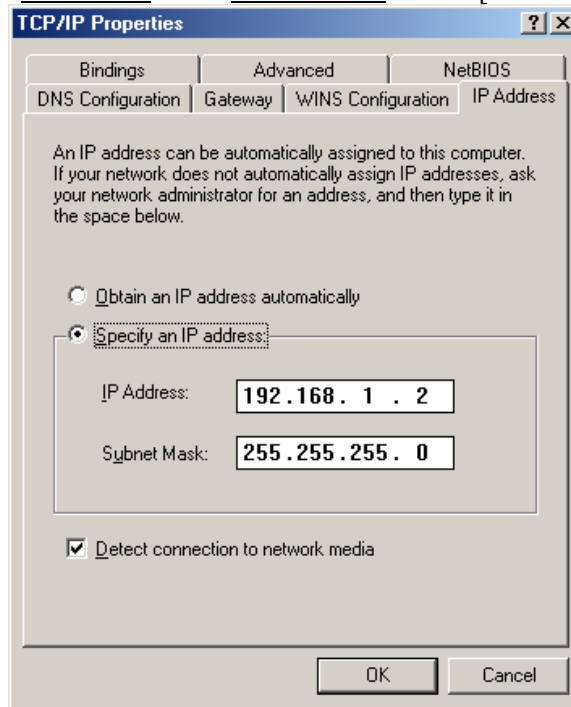 TCP/IP Properties
? ×
Bindings Advanced NetBIOS
DNS Configuration Gateway WINS Configuration IP Address
An IP address can be automatically assigned to this computer.
If your network does not automatically assign IP addresses, ask
your network administrator for an address, and then type it in
the space below.
Obtain an IP address automatically
Specify an IP address:
IP Address: 192.168. 1 . 2
Subnet Mask: 255.255.255. 0
Detect connection to network media
OK Cancel